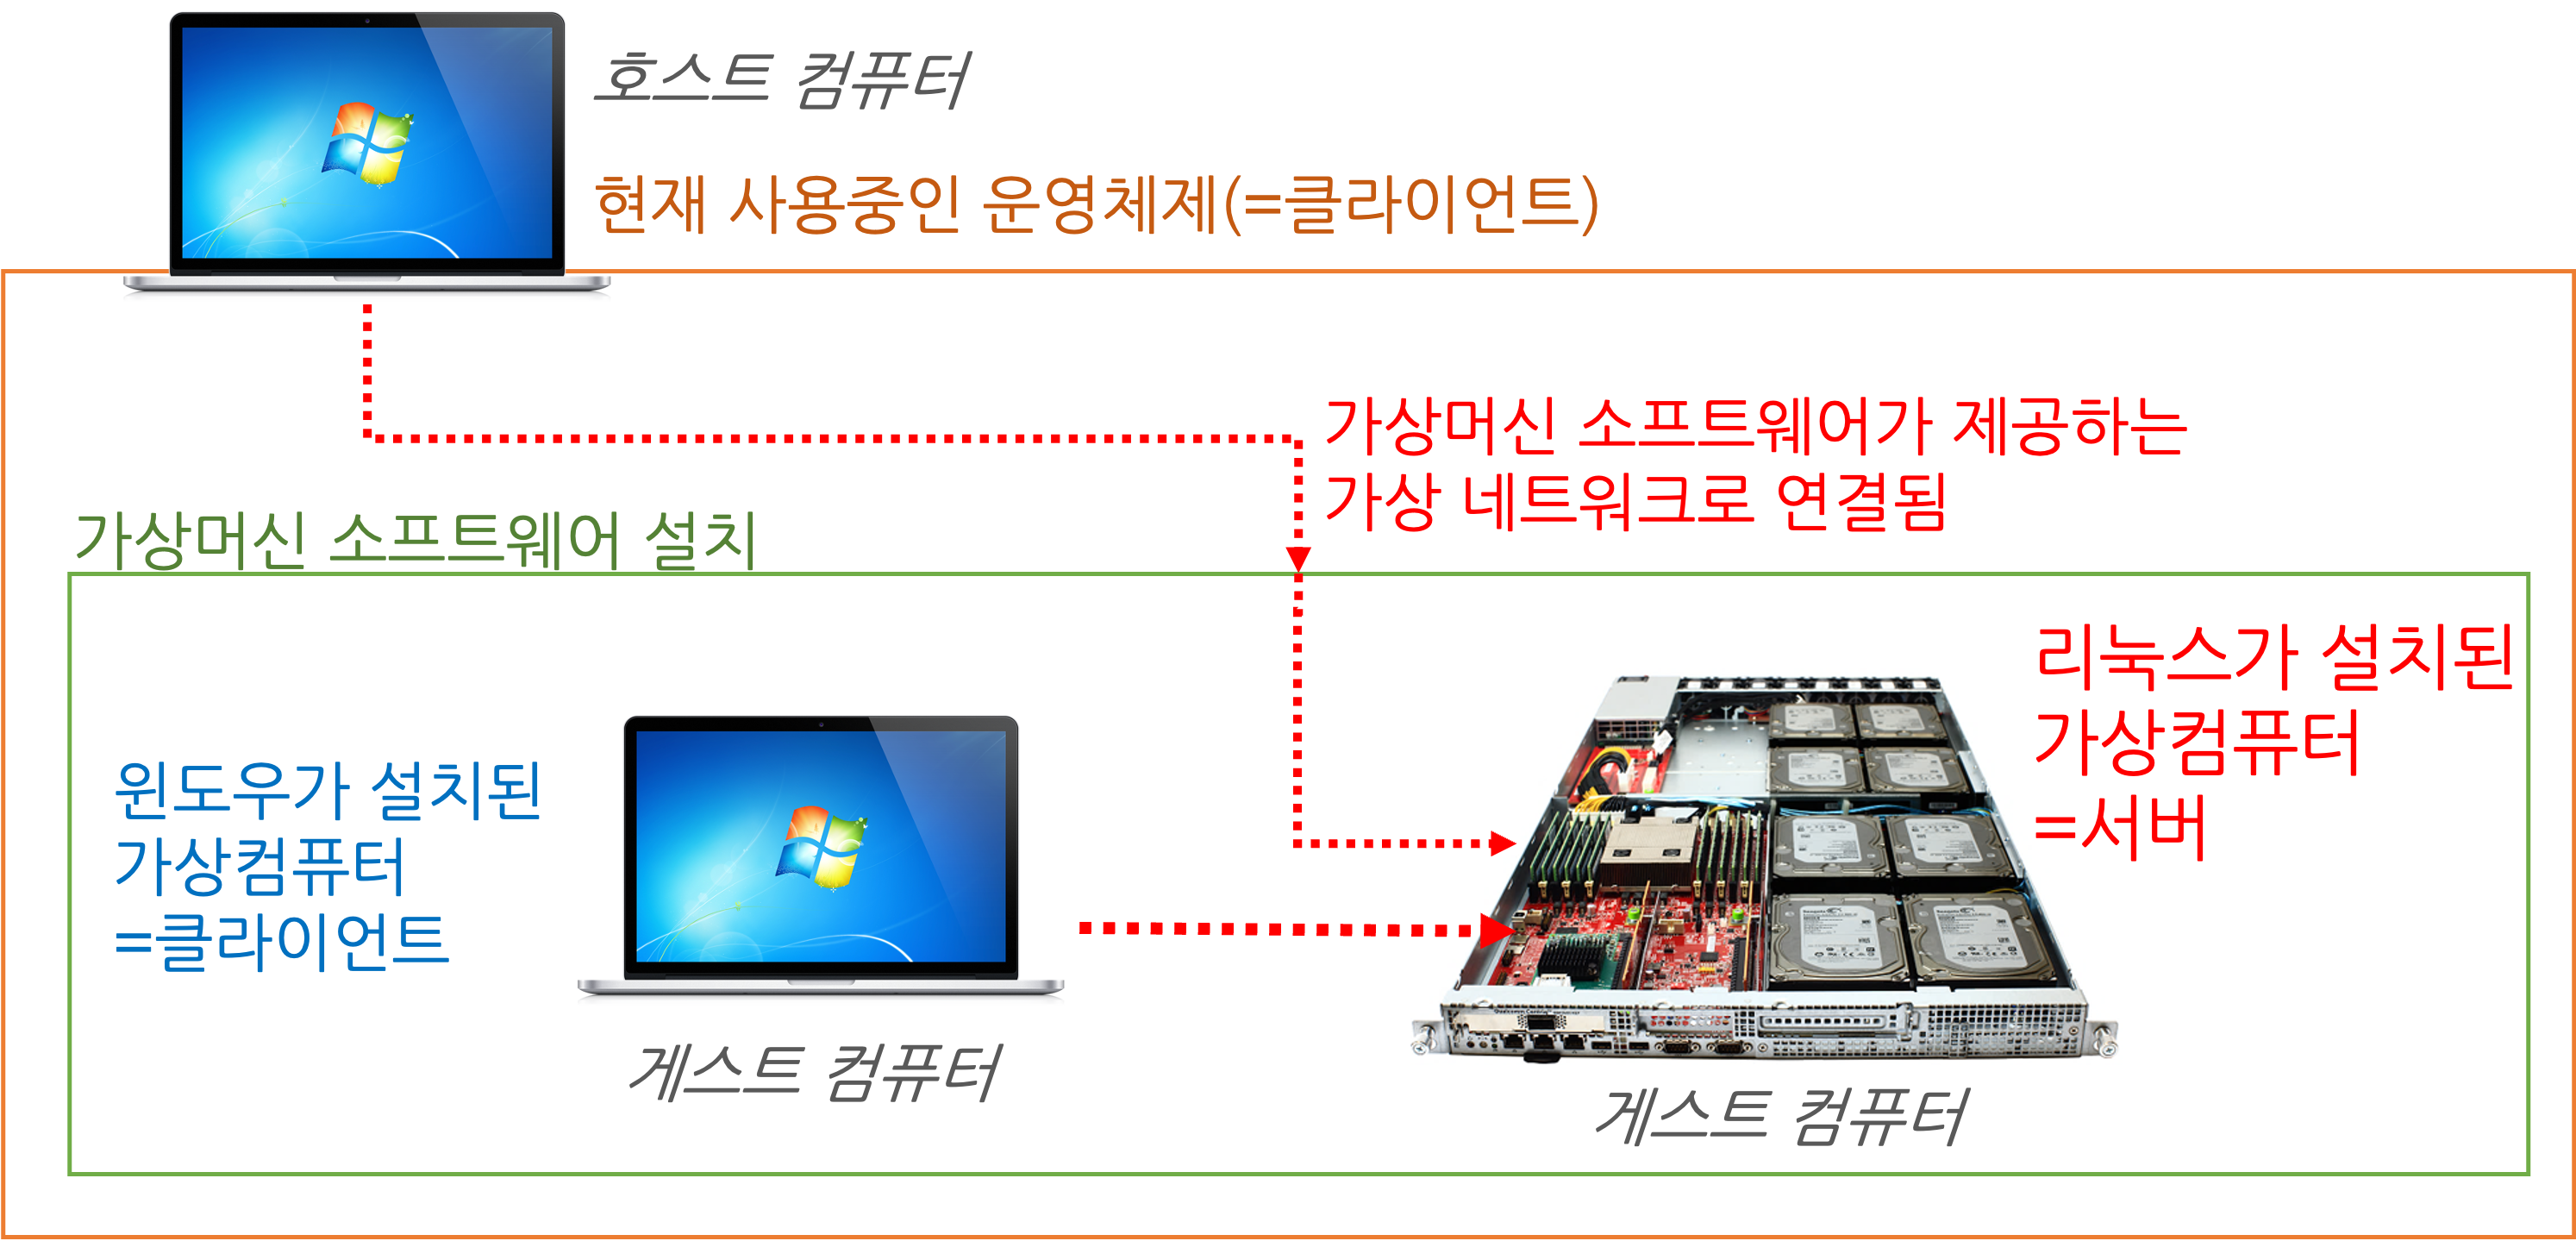 호스트 컴퓨터
현재 사용중인 운영체제(=클라이언트)
가상머신 소프트웨어가 제공하는
가상 네트워크로 연결됨
가상머신 소프트웨어 설치
리눅스가 설치된
가상컴퓨터
=서버
윈도우가 설치된
가상컴퓨터
=클라이언트
게스트 컴퓨터
게스트 컴퓨터